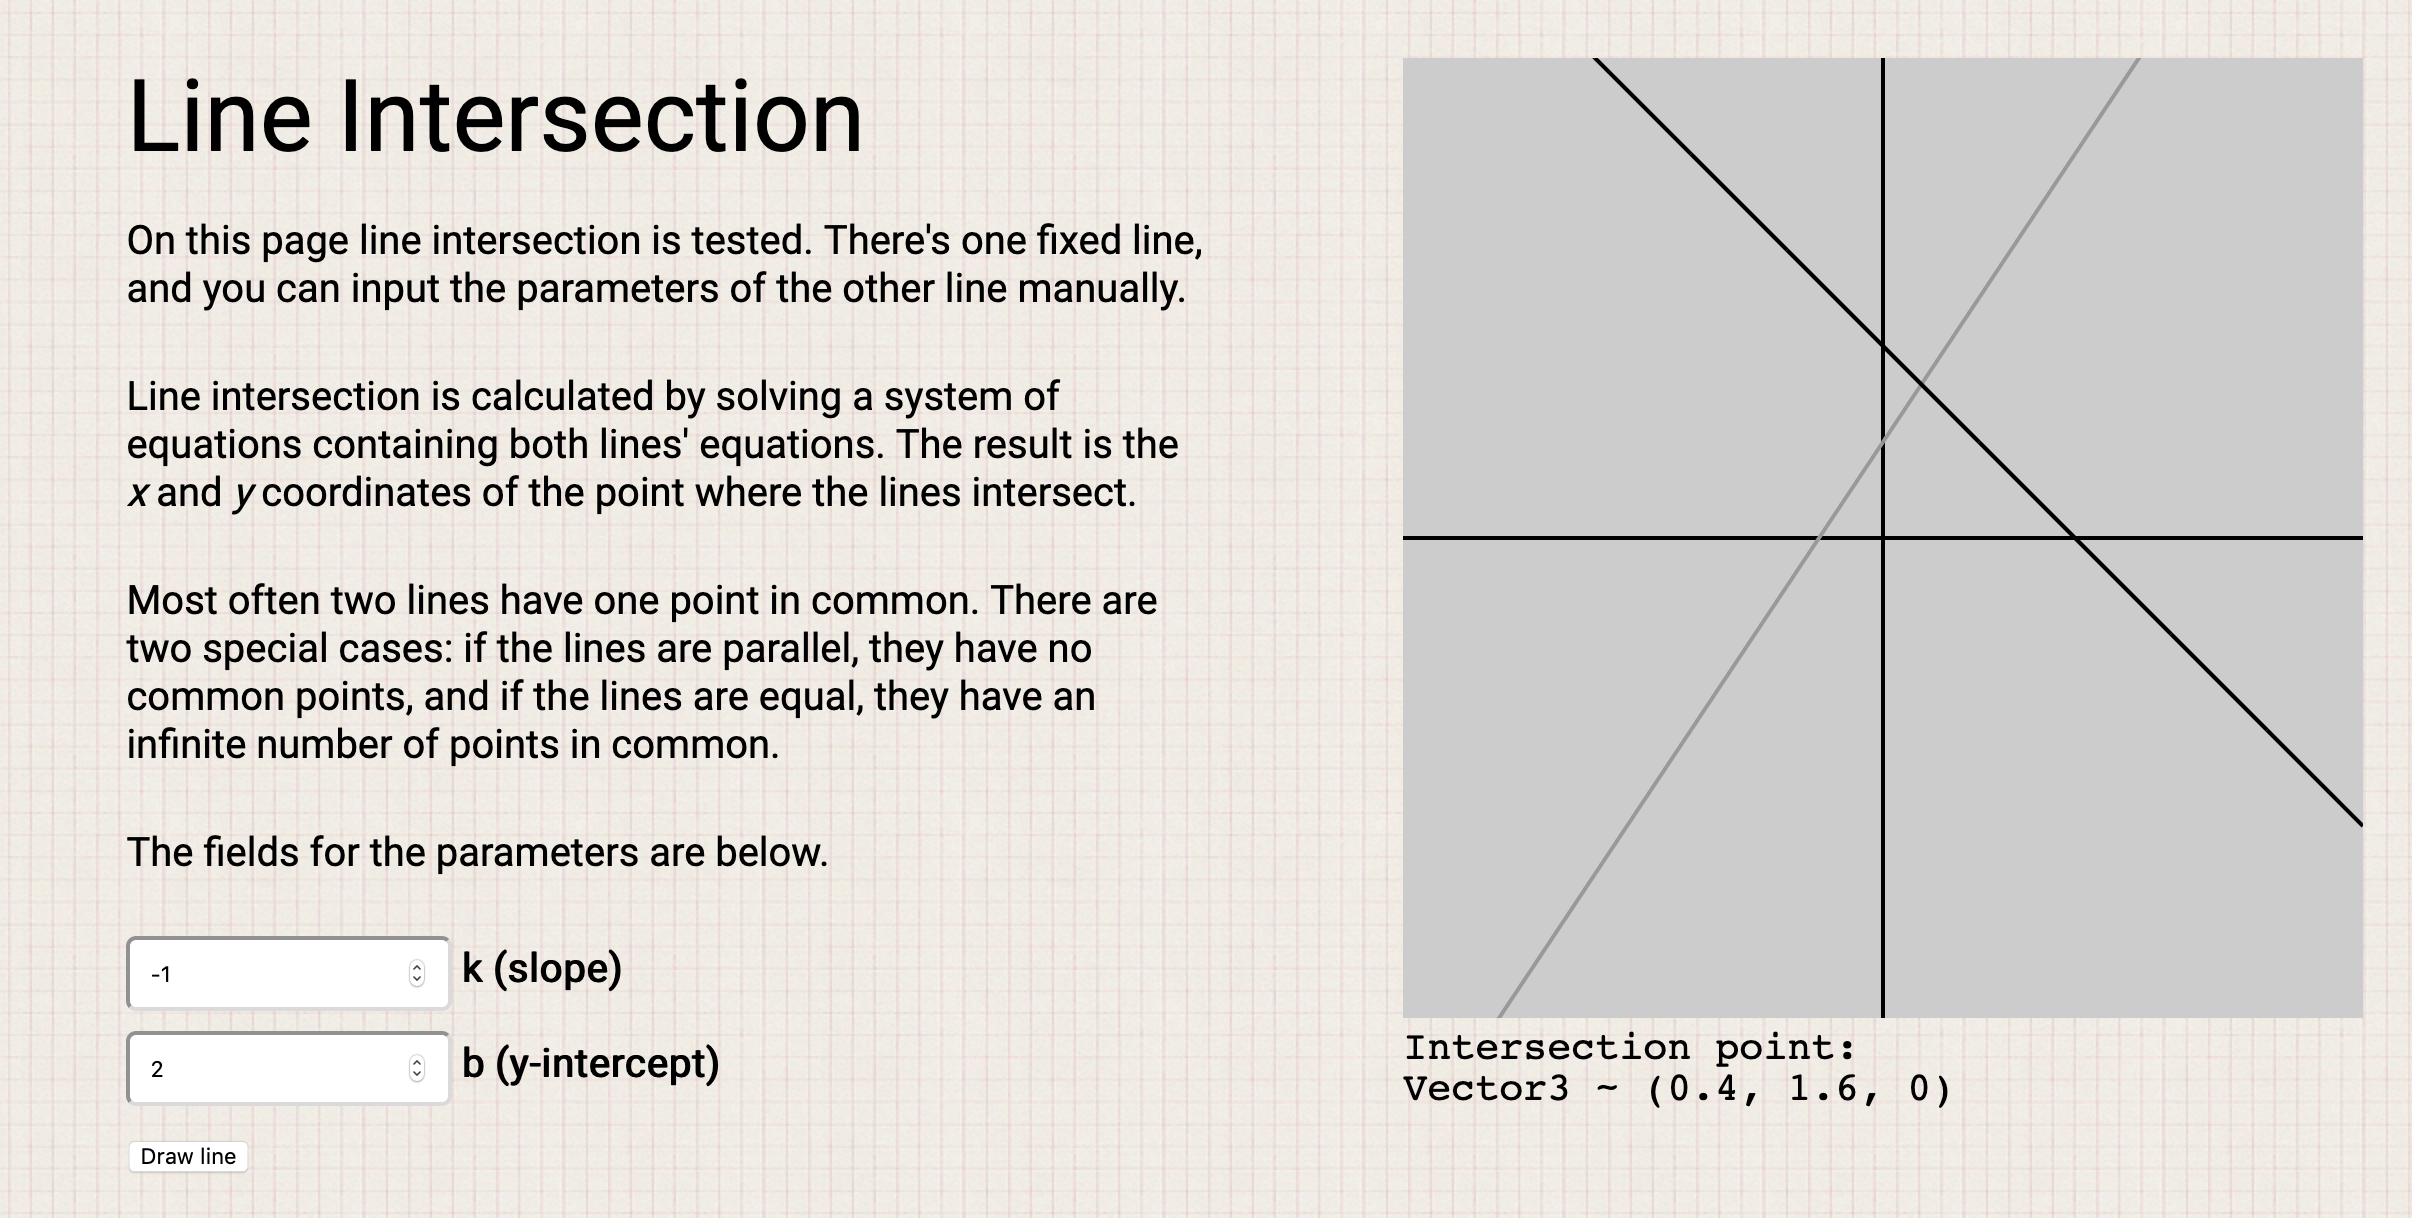 Line Intersection
On this page line intersection is tested. There's one fixed line,
and you can input the parameters of the other line manually.
Line intersection is calculated by solving a system of
equations containing both lines' equations. The result is the
x and y coordinates of the point where the lines intersect.
Most often two lines have one point in common. There are
two special cases: if the lines are parallel, they have no
common points, and if the lines are equal, they have an
infinite number of points in common.
The fields for the parameters are below.
-1 k (slope)
2 b (y-intercept)
Draw line
Intersection point:
Vector3 ~ (0.4, 1.6, 0)